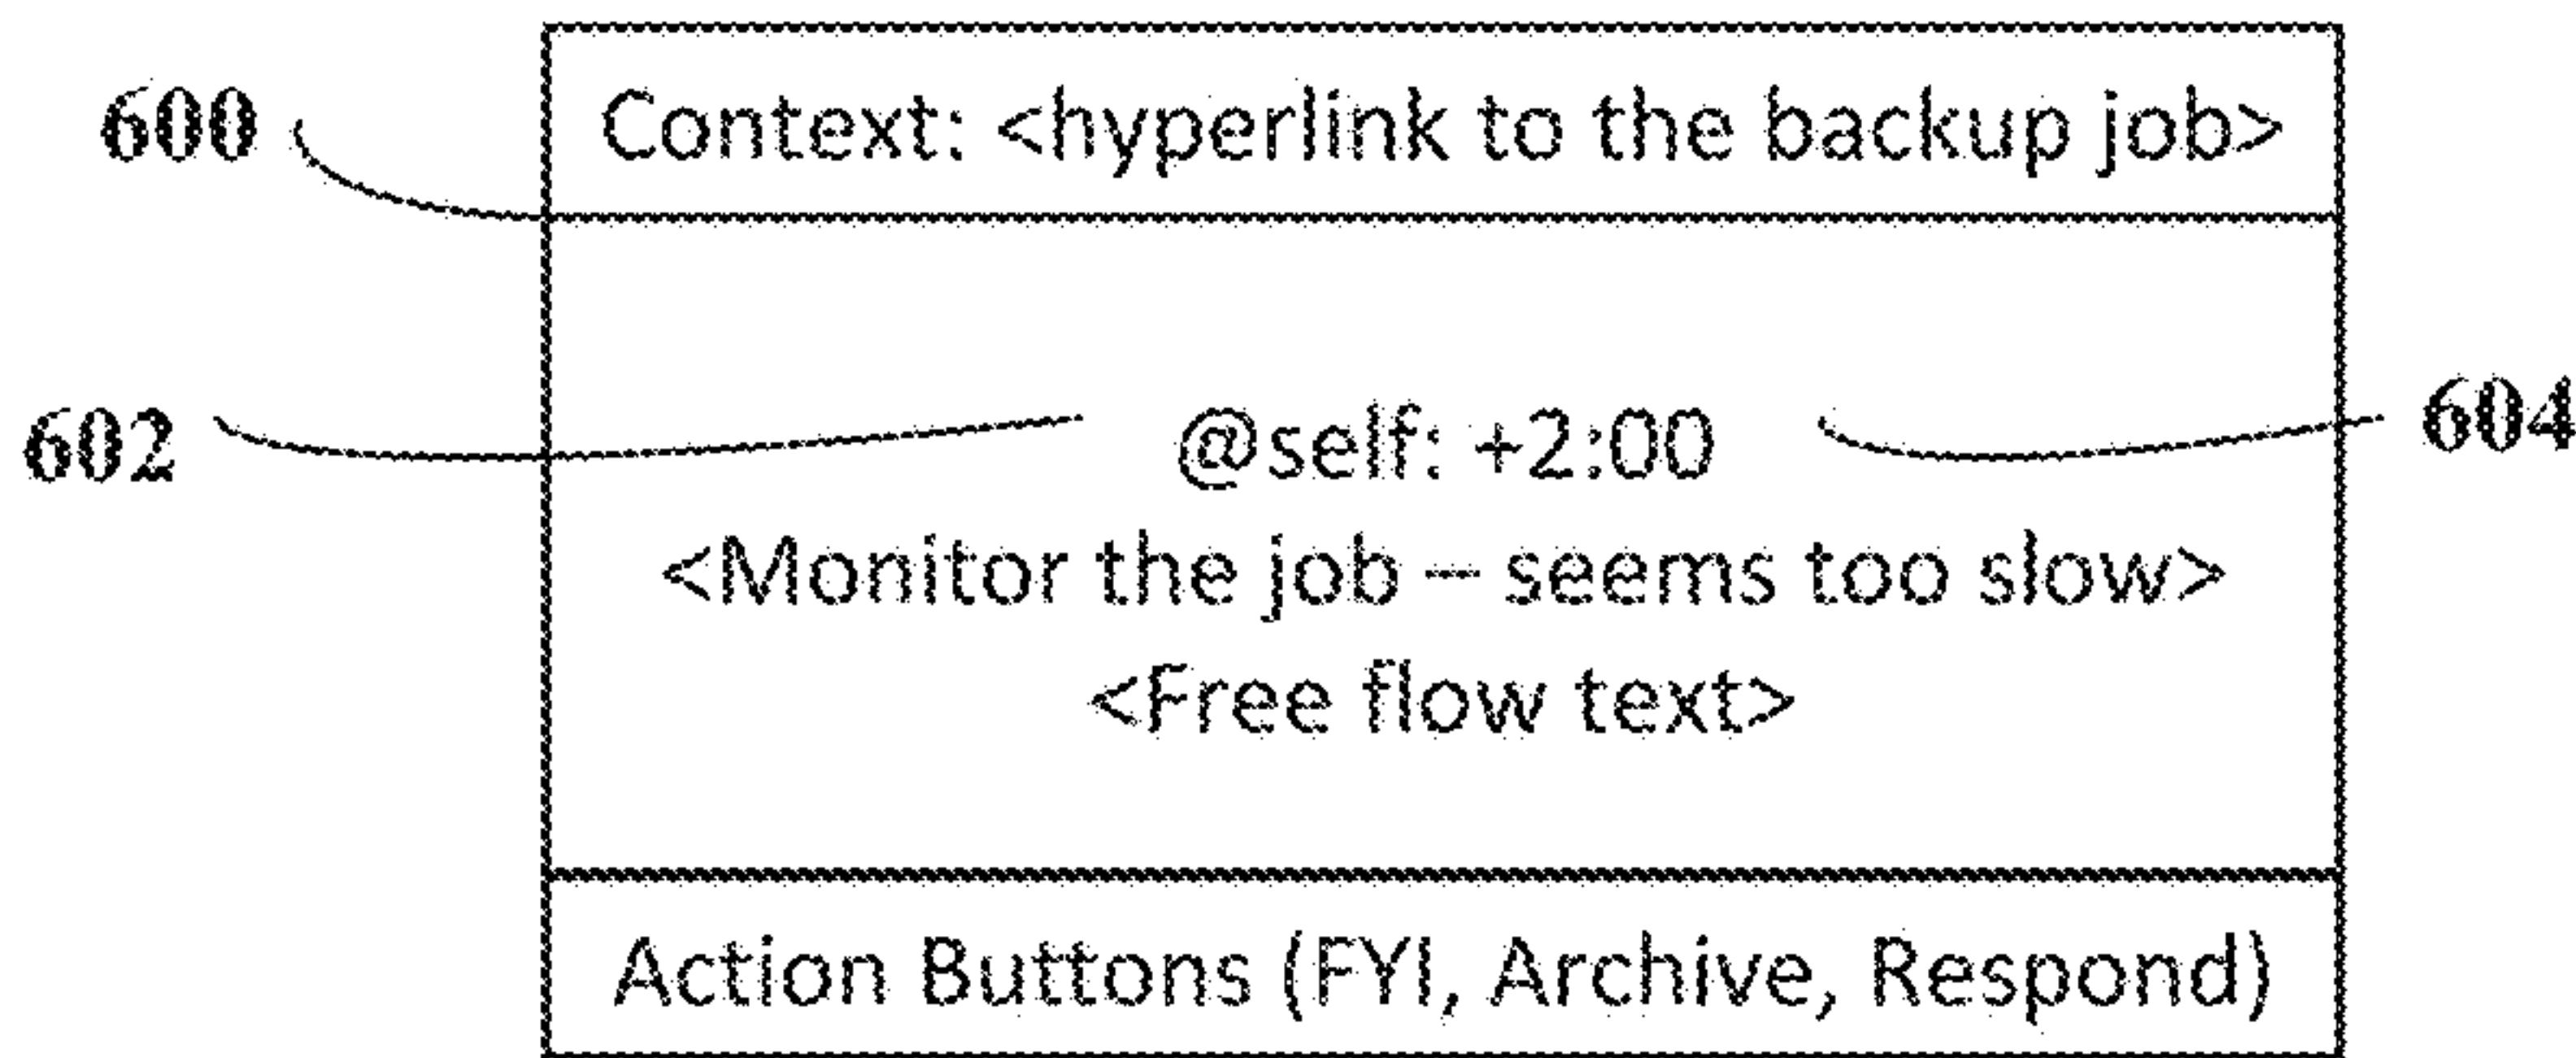 600
Context: <hyperlink to the backup job>
602
@self: +2:00
604
<Monitor the job – seems too slow>
<Free flow text>
Action Buttons (FYI, Archive, Respond)